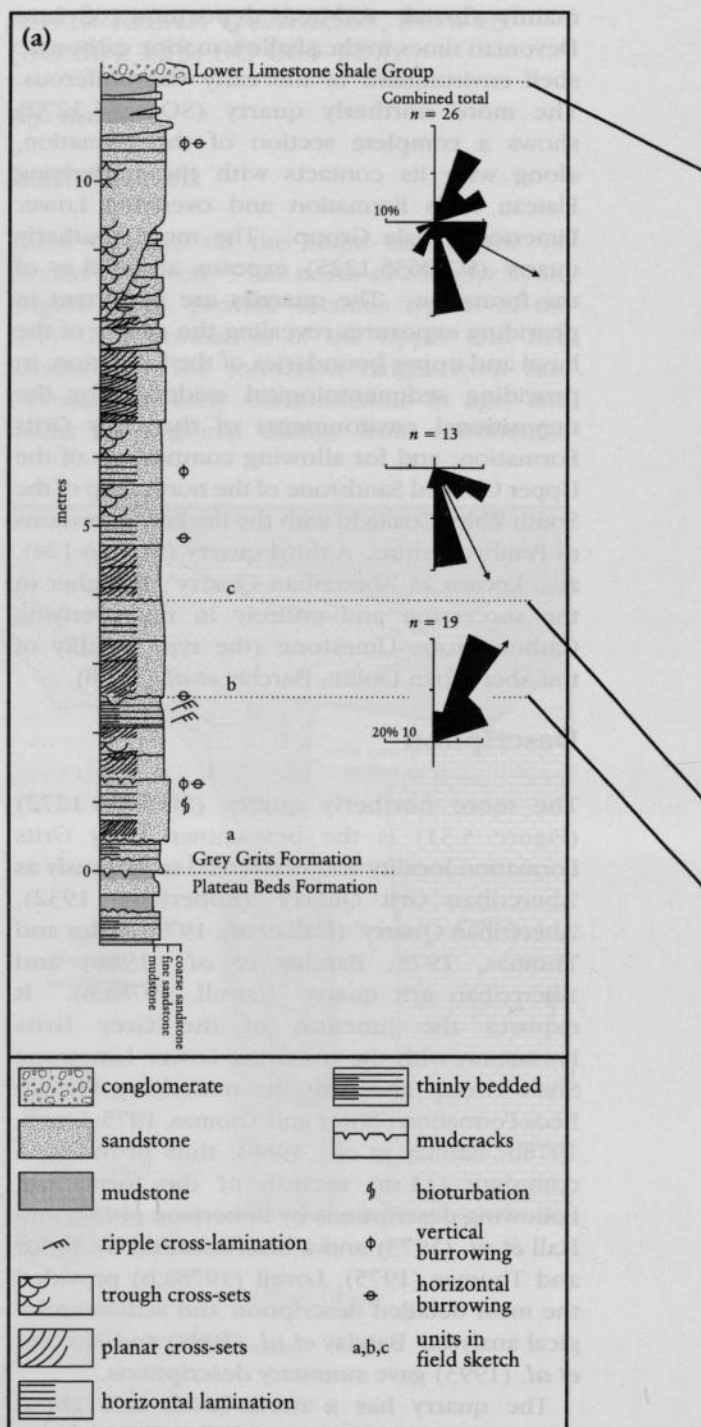 (a)
Lower Limestone Shale Group
Combined total
n = 26
10
10%
n = 13
metres
5
c
n = 19
b
20% 10
a
Grey Grits Formation
0
Plateau Beds Formation
coarse sandstone
fine sandstone
mudstone
conglomerate
thinly bedded
sandstone
mudcracks
mudstone
bioturbation
ripple cross-lamination
vertical
burrowing
trough cross-sets
horizontal
burrowing
planar cross-sets
a,b,c
units in
field sketch
horizontal lamination